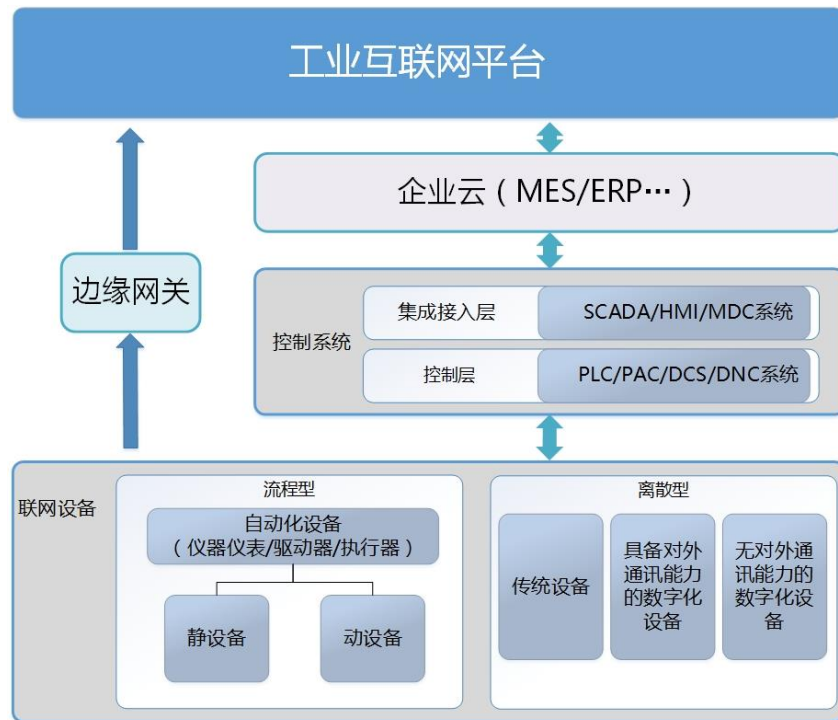 工业互联网平台
企业云（MES/ERP···）
边缘网关
控制系统
集成接入层
SCADA/HMI/MDC系统
控制层
PLC/PAC/DCS/DNC系统
联网设备
流程型
自动化设备
（仪器仪表/驱动器/执行器）
静设备
动设备
离散型
传统设备
具备对外
通讯能力
的数字化
设备
无对外通
讯能力的
数字化设
备